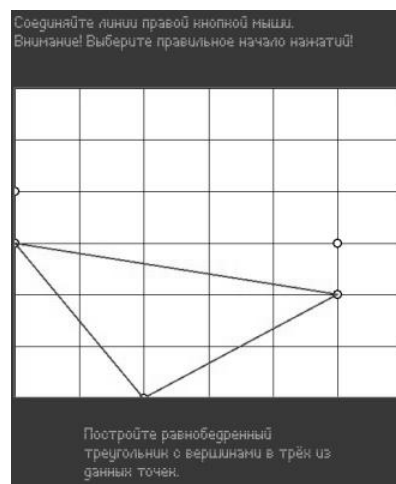 Соединяйте линии правой кнопкой мыши.
Внимание! Выберите правильное начало нажатий!
Постройте равнобедренный
треугольник с вершинами в трёх из
данных точек.